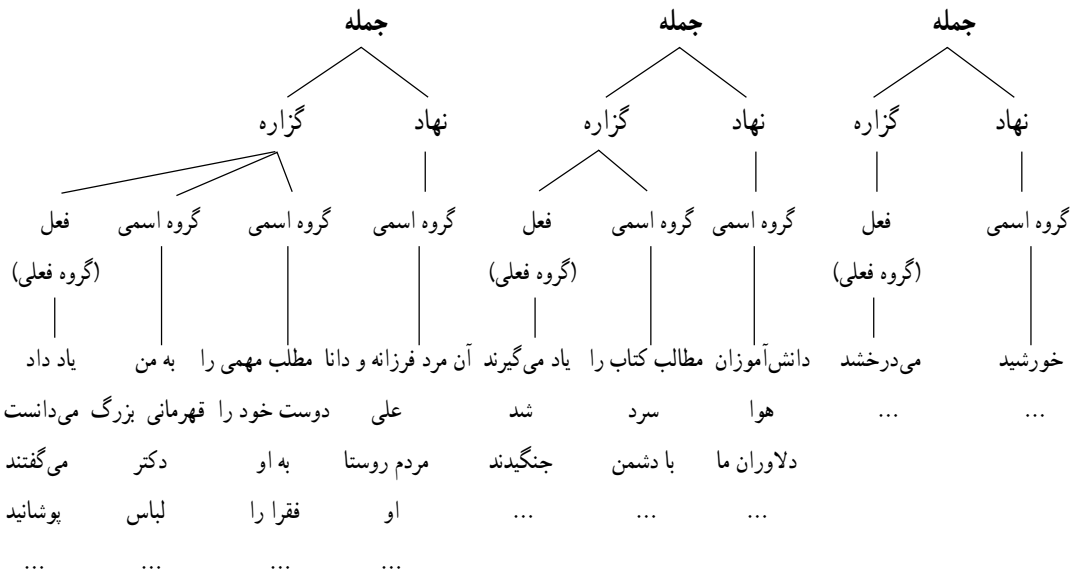 جمله جمله جمله
نهاد گزاره نهاد گزاره نهاد گزاره
گروه اسمی فعل گروه اسمی گروه اسمی فعل گروه اسمی گروه اسمی گروه اسمی فعل
(گروه فعلی) (گروه فعلی) (گروه فعلی)
خورشید می‌درخشد دانش‌آموزان مطالب کتاب را یاد می‌گیرند آن مرد فرزانه و دانا مطلب مهمی را به من یاد داد
... ... هوا سرد شد علی دوست خود را قهرمانی بزرگ می‌دانست
دلاوران ما با دشمن جنگیدند مردم روستا به او دکتر می‌گفتند
... ... ... او فقرا را لباس پوشانید
... ... ... ...